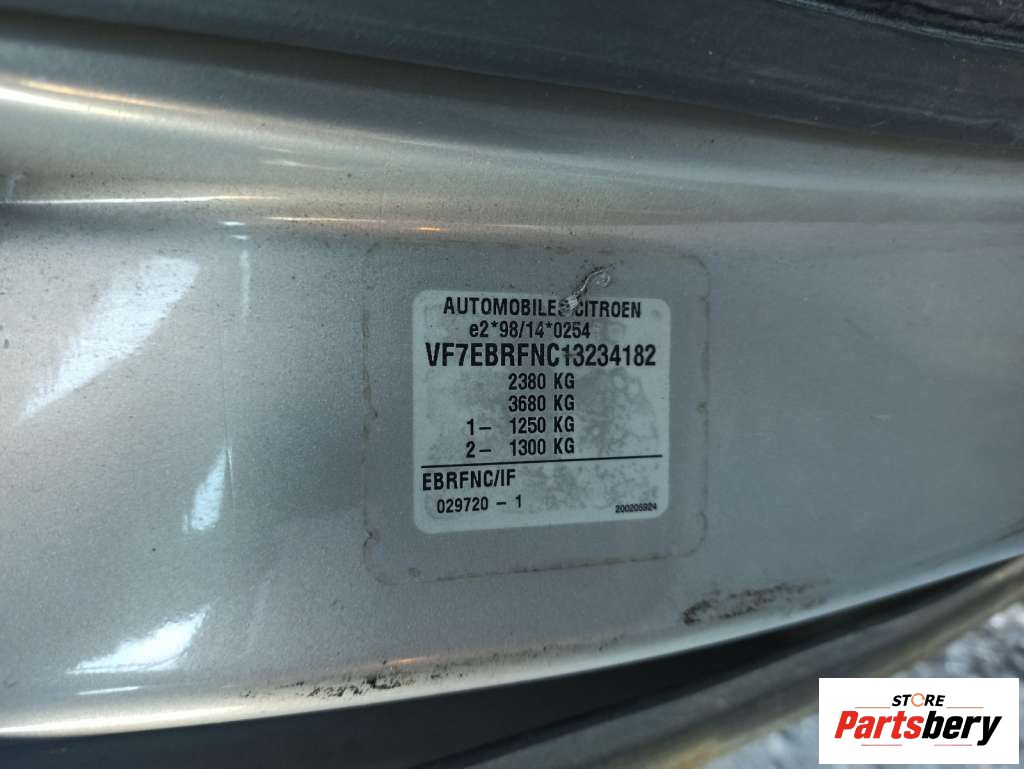 AUTOMOBILES CITROEN
e2*98/14*0254
VF7EBRFNC13234182
2380 KG
3680 KG
1- 1250 KG
2- 1300 KG
EBRFNC/IF
029720 - 1
200205924
STORE
Partsbery